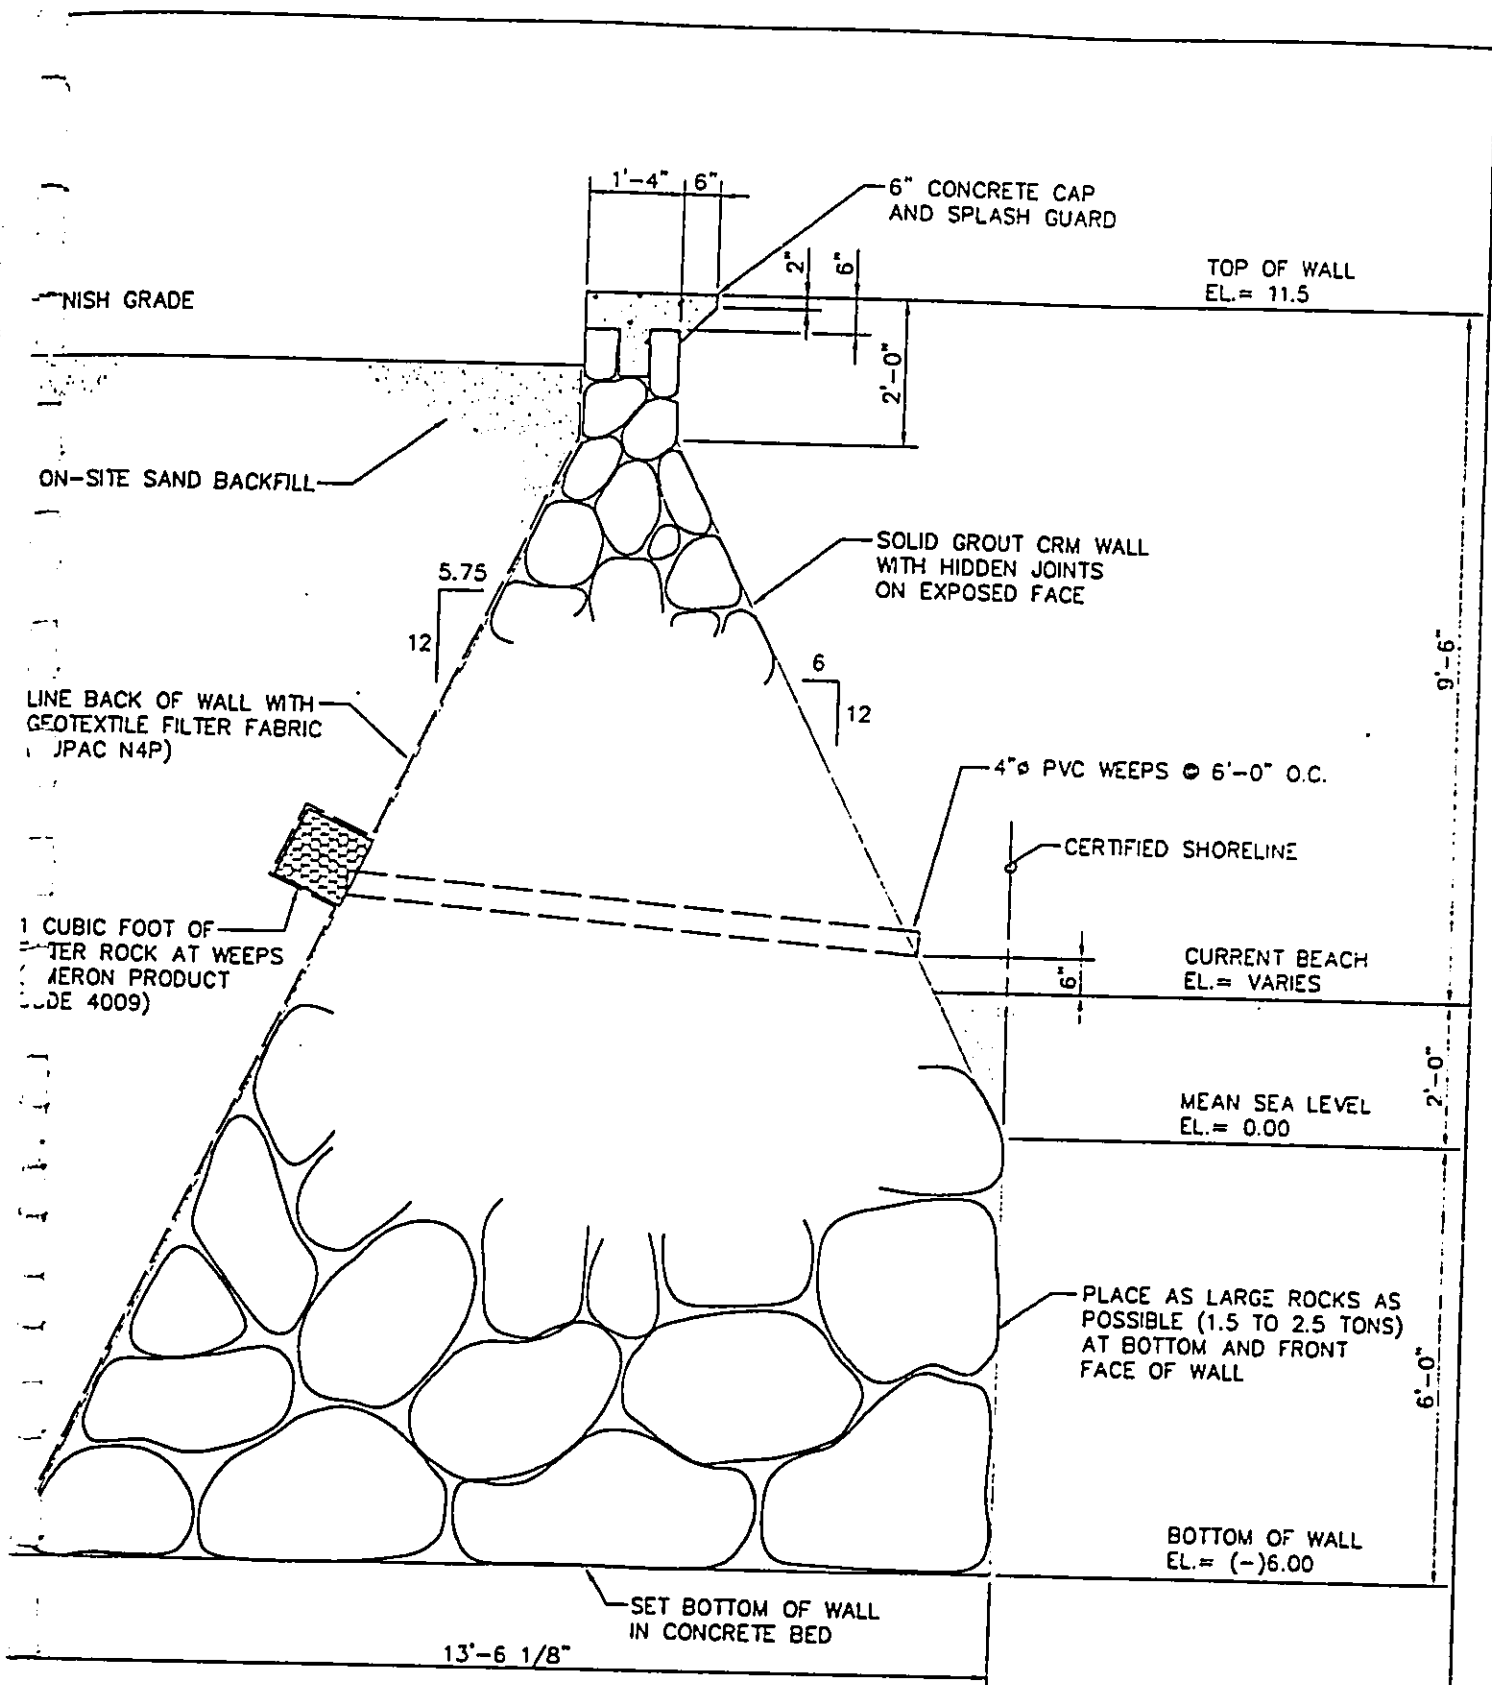 1'-4" 6"
6" CONCRETE CAP
AND SPLASH GUARD
2"
6"
TOP OF WALL
EL.= 11.5
NISH GRADE
2'-0"
ON-SITE SAND BACKFILL
SOLID GROUT CRM WALL
WITH HIDDEN JOINTS
ON EXPOSED FACE
5.75
12
6
12
9'-6"
LINE BACK OF WALL WITH
GEOTEXTILE FILTER FABRIC
JPAC N4P)
4"ø PVC WEEPS @ 6'-0" O.C.
CERTIFIED SHORELINE
1 CUBIC FOOT OF
TER ROCK AT WEEPS
MERON PRODUCT
DE 4009)
CURRENT BEACH
EL.= VARIES
6"
2'-0"
MEAN SEA LEVEL
EL.= 0.00
PLACE AS LARGE ROCKS AS
POSSIBLE (1.5 TO 2.5 TONS)
AT BOTTOM AND FRONT
FACE OF WALL
6'-0"
BOTTOM OF WALL
EL.= (-)6.00
SET BOTTOM OF WALL
IN CONCRETE BED
13'-6 1/8"